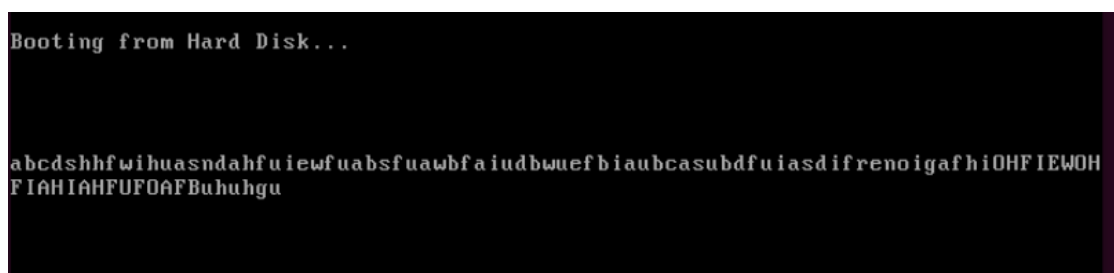 Booting from Hard Disk...
abcdshhfwihuasndahfuiewfuabsfuawbfaiudbwuefbiaubcasubdfuiasdifrenoigafhiOHFIEWOH
FIAHIAHFUFOAFBuhuhgu